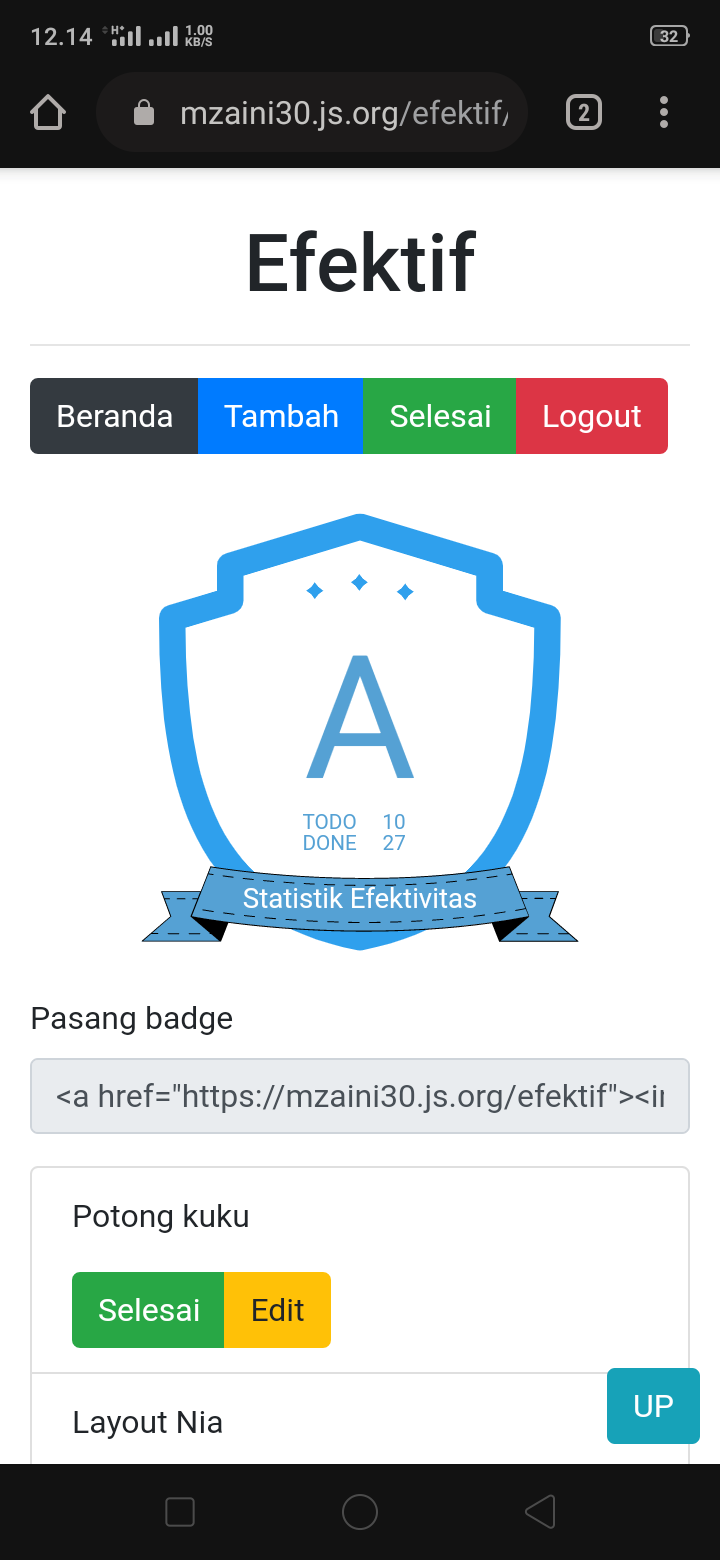 12.14 H+ 1.00 KB/S 32
mzaini30.js.org/efektif/ 2
Efektif
Beranda Tambah Selesai Logout
A
TODO 10
DONE 27
Statistik Efektivitas
Pasang badge
<a href="https://mzaini30.js.org/efektif"><ir
Potong kuku
Selesai Edit
Layout Nia
UP